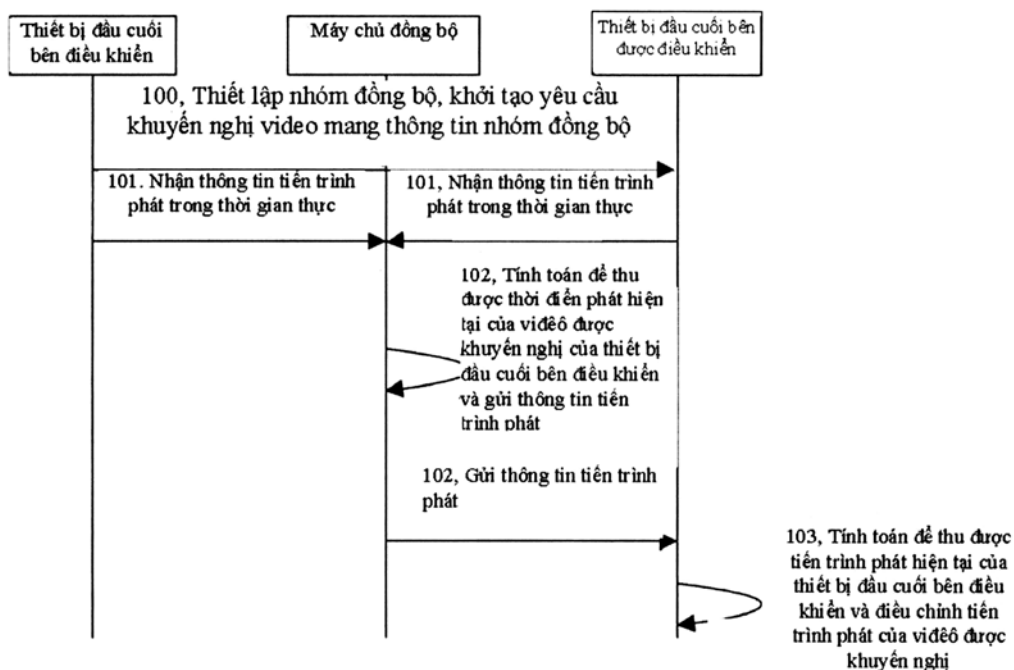 Thiết bị đầu cuối
bên điều khiển
Máy chủ đồng bộ
Thiết bị đầu cuối bên
được điều khiển
100, Thiết lập nhóm đồng bộ, khởi tạo yêu cầu
khuyến nghị video mang thông tin nhóm đồng bộ
101. Nhận thông tin tiến trình
phát trong thời gian thực
101, Nhận thông tin tiến trình
phát trong thời gian thực
102, Tính toán để thu
được thời điển phát hiện
tại của viđêô được
khuyến nghị của thiết bị
đầu cuối bên điều khiển
và gửi thông tin tiến
trình phát
102, Gửi thông tin tiến trình
phát
103, Tính toán để thu được
tiến trình phát hiện tại của
thiết bị đầu cuối bên điều
khiển và điều chỉnh tiến
trình phát của viđêô được
khuyến nghị